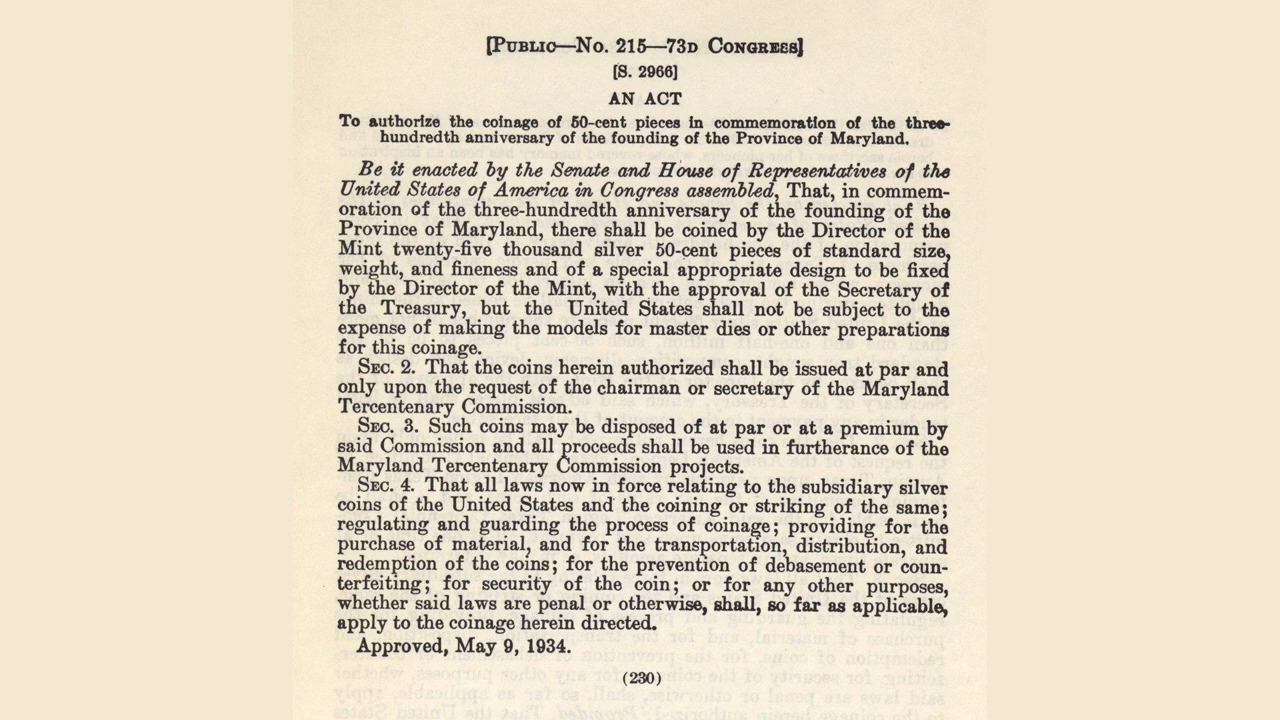 [PUBLIC—No. 215—73D CONGRESS]
[S. 2966]
AN ACT
To authorize the coinage of 50-cent pieces in commemoration of the three-
hundredth anniversary of the founding of the Province of Maryland.
Be it enacted by the Senate and House of Representatives of the
United States of America in Congress assembled, That, in commem-
oration of the three-hundredth anniversary of the founding of the
Province of Maryland, there shall be coined by the Director of the
Mint twenty-five thousand silver 50-cent pieces of standard size,
weight, and fineness and of a special appropriate design to be fixed
by the Director of the Mint, with the approval of the Secretary of
the Treasury, but the United States shall not be subject to the
expense of making the models for master dies or other preparations
for this coinage.
SEC. 2. That the coins herein authorized shall be issued at par and
only upon the request of the chairman or secretary of the Maryland
Tercentenary Commission.
SEC. 3. Such coins may be disposed of at par or at a premium by
said Commission and all proceeds shall be used in furtherance of the
Maryland Tercentenary Commission projects.
SEC. 4. That all laws now in force relating to the subsidiary silver
coins of the United States and the coining or striking of the same;
regulating and guarding the process of coinage; providing for the
purchase of material, and for the transportation, distribution, and
redemption of the coins; for the prevention of debasement or coun-
terfeiting; for security of the coin; or for any other purposes,
whether said laws are penal or otherwise, shall, so far as applicable,
apply to the coinage herein directed.
Approved, May 9, 1934.
(230)